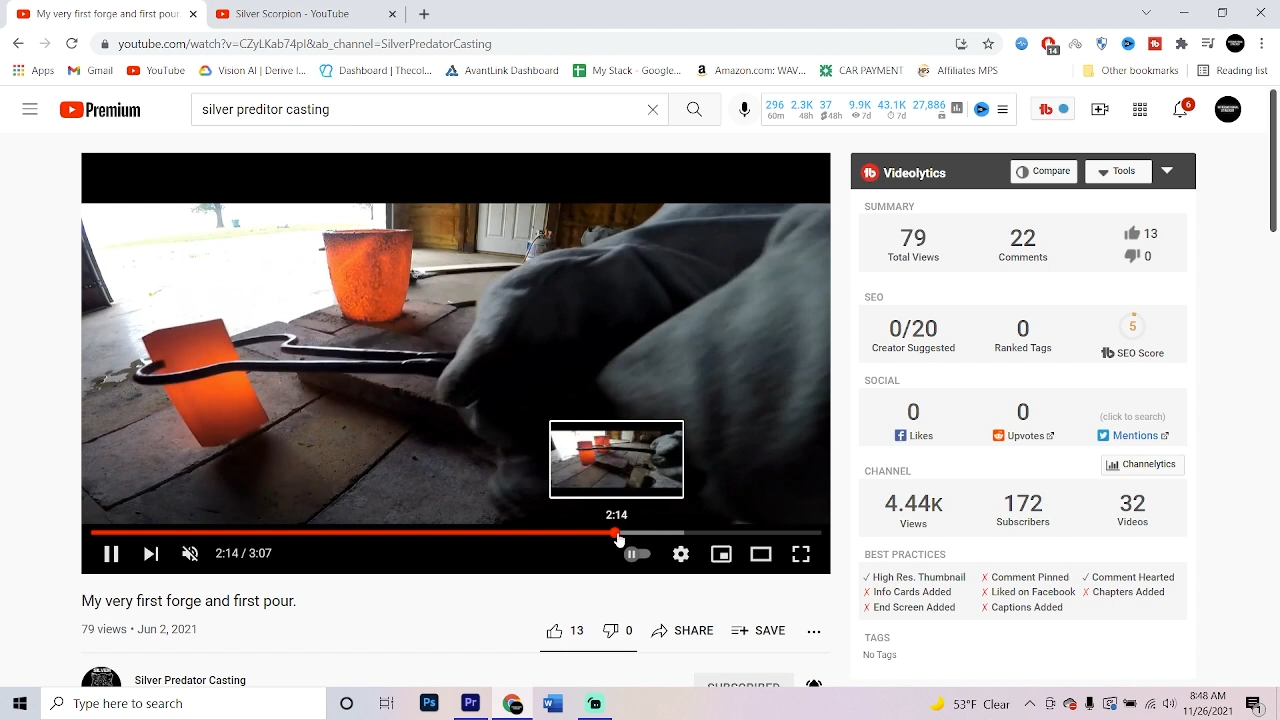 My very first forge and first
YouTube
youtube.com/watch?v=CZyLKab74pI&ab_channel=SilverPredatorCasting
14
Apps Gmail YouTube Vision AI | Derive I... Dashboard | Thecol... AvantLink Dashboard My Stack - Google... Amazon.com: WAV... CAR PAYMENT Affiliates MPS Other bookmarks Reading list
Premium silver preditor casting 296 2.3K 37 9.9K 43.1K 27,886 6
60m 48h 48h 7d 7d
Videolytics Compare Tools
SUMMARY
79 22 13
Total Views Comments 0
SEO
0/20 0 5
Creator Suggested Ranked Tags SEO Score
SOCIAL
0 0 (click to search)
Likes Upvotes Mentions
CHANNEL Channelytics
4.44K 172 32
Views Subscribers Videos
BEST PRACTICES
✓ High Res. Thumbnail ✗ Comment Pinned ✓ Comment Hearted
✗ Info Cards Added ✗ Liked on Facebook ✗ Chapters Added
✗ End Screen Added ✗ Captions Added
TAGS
No Tags
2:14
2:14 / 3:07
My very first forge and first pour.
79 views • Jun 2, 2021 13 0 SHARE SAVE
SILVER
Silver Predator Casting SUBSCRIBED
Type here to search 53°F Clear 8:48 AM
11/26/2021 1